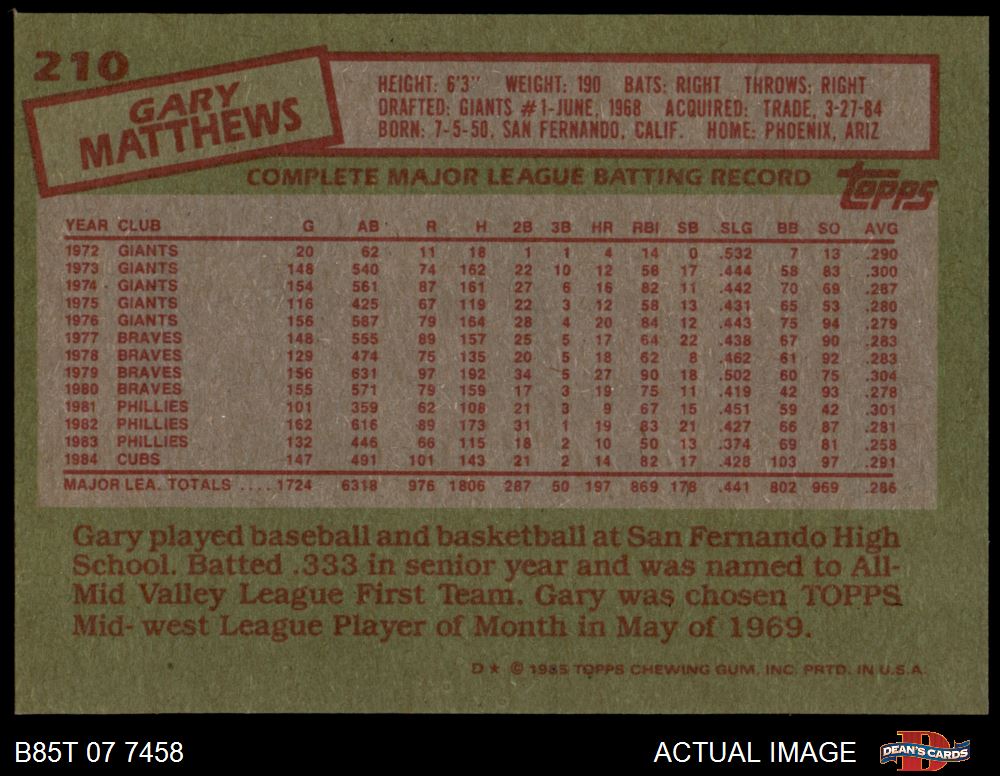 210
GARY
MATTHEWS
HEIGHT: 6'3" WEIGHT: 190 BATS: RIGHT THROWS: RIGHT
DRAFTED: GIANTS #1-JUNE, 1968 ACQUIRED: TRADE, 3-27-84
BORN: 7-5-50, SAN FERNANDO, CALIF. HOME: PHOENIX, ARIZ
COMPLETE MAJOR LEAGUE BATTING RECORD
topps
YEAR CLUB G AB R H 2B 3B HR RBI SB SLG BB SO AVG
1972 GIANTS 20 62 11 18 1 1 4 14 0 .532 7 13 .290
1973 GIANTS 148 540 74 162 22 10 12 58 17 .444 58 83 .300
1974 GIANTS 154 561 87 161 27 6 16 82 11 .442 70 69 .287
1975 GIANTS 116 425 67 119 22 3 12 58 13 .431 65 53 .280
1976 GIANTS 156 587 79 164 28 4 20 84 12 .443 75 94 .279
1977 BRAVES 148 555 89 157 25 5 17 64 22 .438 67 90 .283
1978 BRAVES 129 474 75 135 20 5 18 62 8 .462 61 92 .283
1979 BRAVES 156 631 97 192 34 5 27 90 18 .502 60 75 .304
1980 BRAVES 155 571 79 159 17 3 19 75 11 .419 42 93 .278
1981 PHILLIES 101 359 62 108 21 3 9 67 15 .451 59 42 .301
1982 PHILLIES 162 616 89 173 31 1 19 83 21 .427 66 87 .281
1983 PHILLIES 132 446 66 115 18 2 10 50 13 .374 69 81 .258
1984 CUBS 147 491 101 143 21 2 14 82 17 .428 103 97 .291
MAJOR LEA. TOTALS .... 1724 6318 976 1806 287 50 197 869 178 .441 802 969 .286
Gary played baseball and basketball at San Fernando High
School. Batted .333 in senior year and was named to All-
Mid Valley League First Team. Gary was chosen TOPPS
Mid- west League Player of Month in May of 1969.
D★ © 1985 TOPPS CHEWING GUM, INC. PRTD. IN U.S.A.
B85T 07 7458 ACTUAL IMAGE DEAN'S CARDS